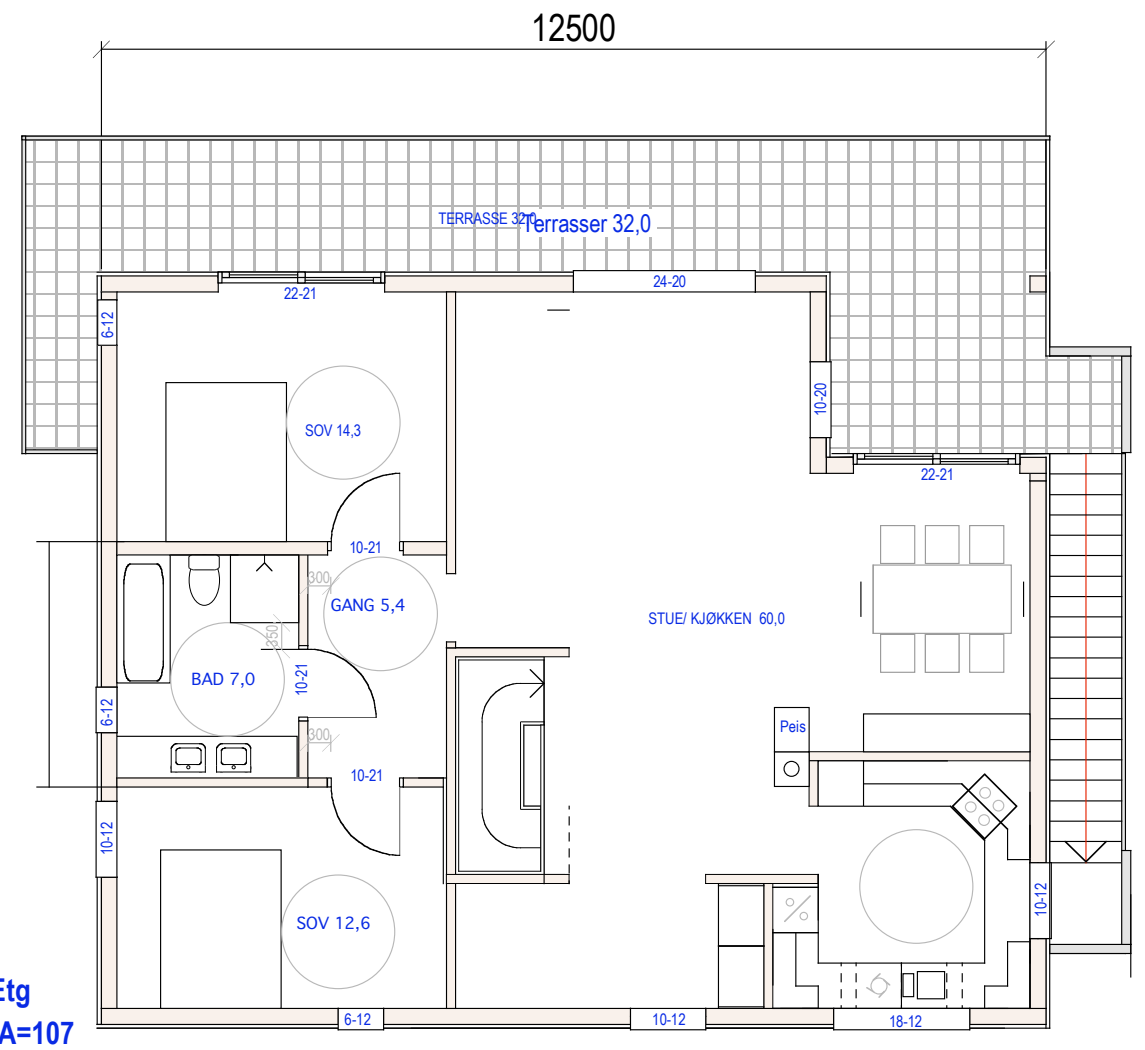 12500
TERRASSE 32,0
Terrasser 32,0
22-21
24-20
6-12
10-20
SOV 14,3
22-21
10-21
300
GANG 5,4
STUE/ KJØKKEN 60,0
350
BAD 7,0
10-21
6-12
Peis
300
10-21
10-12
10-12
SOV 12,6
Etg
A=107
6-12
10-12
18-12